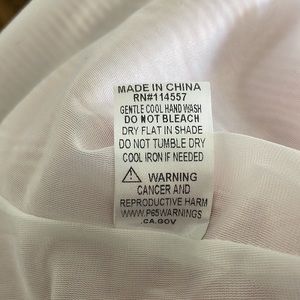 MADE IN CHINA
RN#114557
GENTLE COOL HAND WASH
DO NOT BLEACH
DRY FLAT IN SHADE
DO NOT TUMBLE DRY
COOL IRON IF NEEDED
⚠ WARNING
CANCER AND
REPRODUCTIVE HARM
WWW.P65WARNINGS
.CA.GOV